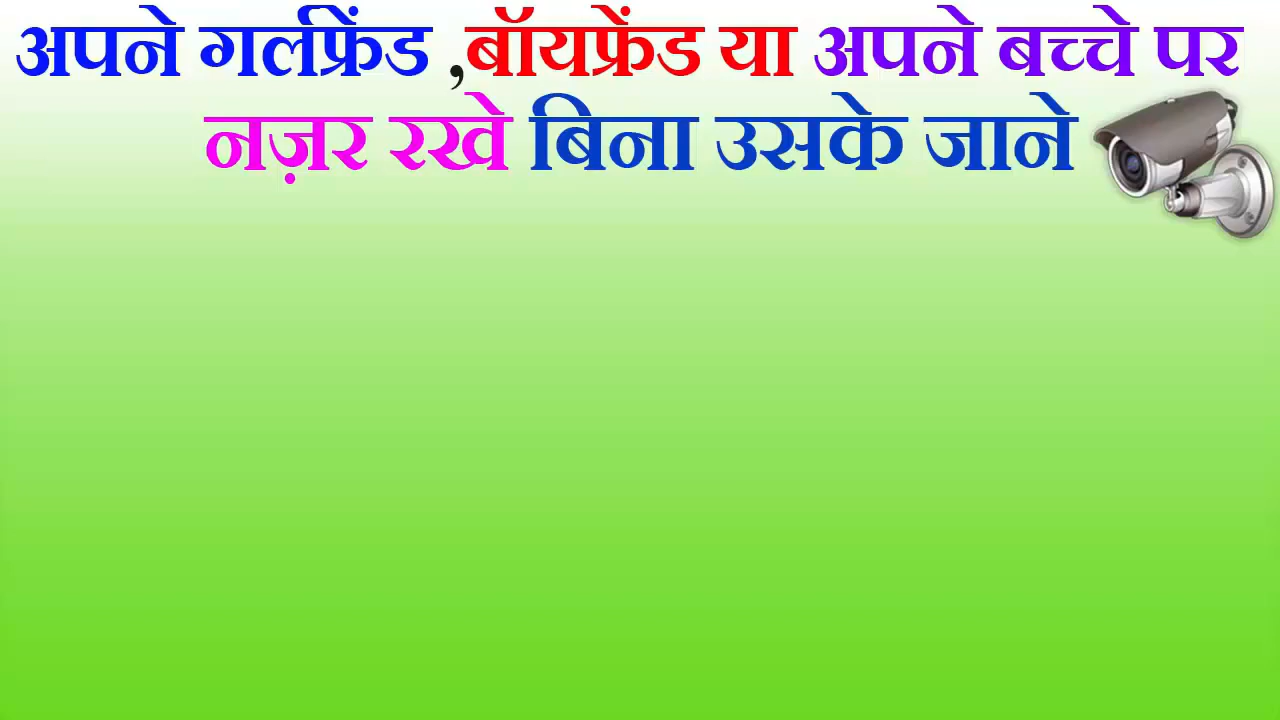 अपने गर्लफ्रेंड ,बॉयफ्रेंड या अपने बच्चे पर
नज़र रखे बिना उसके जाने